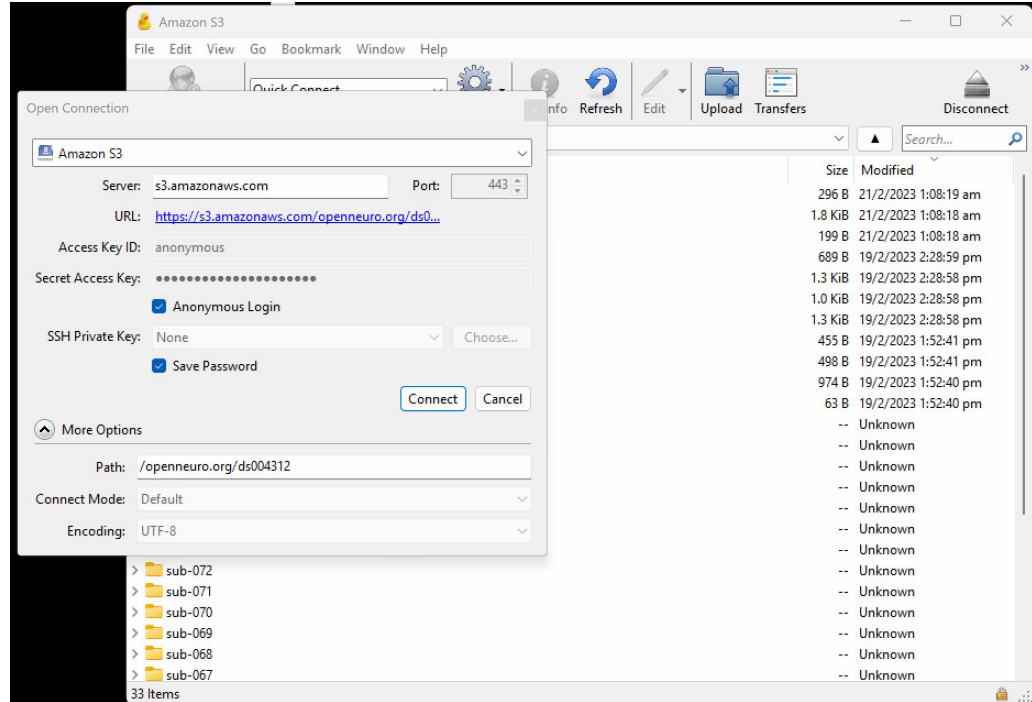 Amazon S3
File Edit View Go Bookmark Window Help
Quick Connect
Open Connection
Refresh Edit Upload Transfers Disconnect
Amazon S3
Search...
Server: s3.amazonaws.com Port: 443
Size Modified
URL: https://s3.amazonaws.com/openneuro.org/ds0...
Access Key ID: anonymous
Secret Access Key:
Anonymous Login
SSH Private Key: None Choose...
Save Password
Connect Cancel
More Options
Path: /openneuro.org/ds004312
Connect Mode: Default
Encoding: UTF-8
296 B 21/2/2023 1:08:19 am
1.8 KiB 21/2/2023 1:08:18 am
199 B 21/2/2023 1:08:18 am
689 B 19/2/2023 2:28:59 pm
1.3 KiB 19/2/2023 2:28:58 pm
1.0 KiB 19/2/2023 2:28:58 pm
1.3 KiB 19/2/2023 2:28:58 pm
455 B 19/2/2023 1:52:41 pm
498 B 19/2/2023 1:52:41 pm
974 B 19/2/2023 1:52:40 pm
63 B 19/2/2023 1:52:40 pm
-- Unknown
-- Unknown
-- Unknown
-- Unknown
-- Unknown
-- Unknown
-- Unknown
sub-072 -- Unknown
sub-071 -- Unknown
sub-070 -- Unknown
sub-069 -- Unknown
sub-068 -- Unknown
sub-067 -- Unknown
33 Items